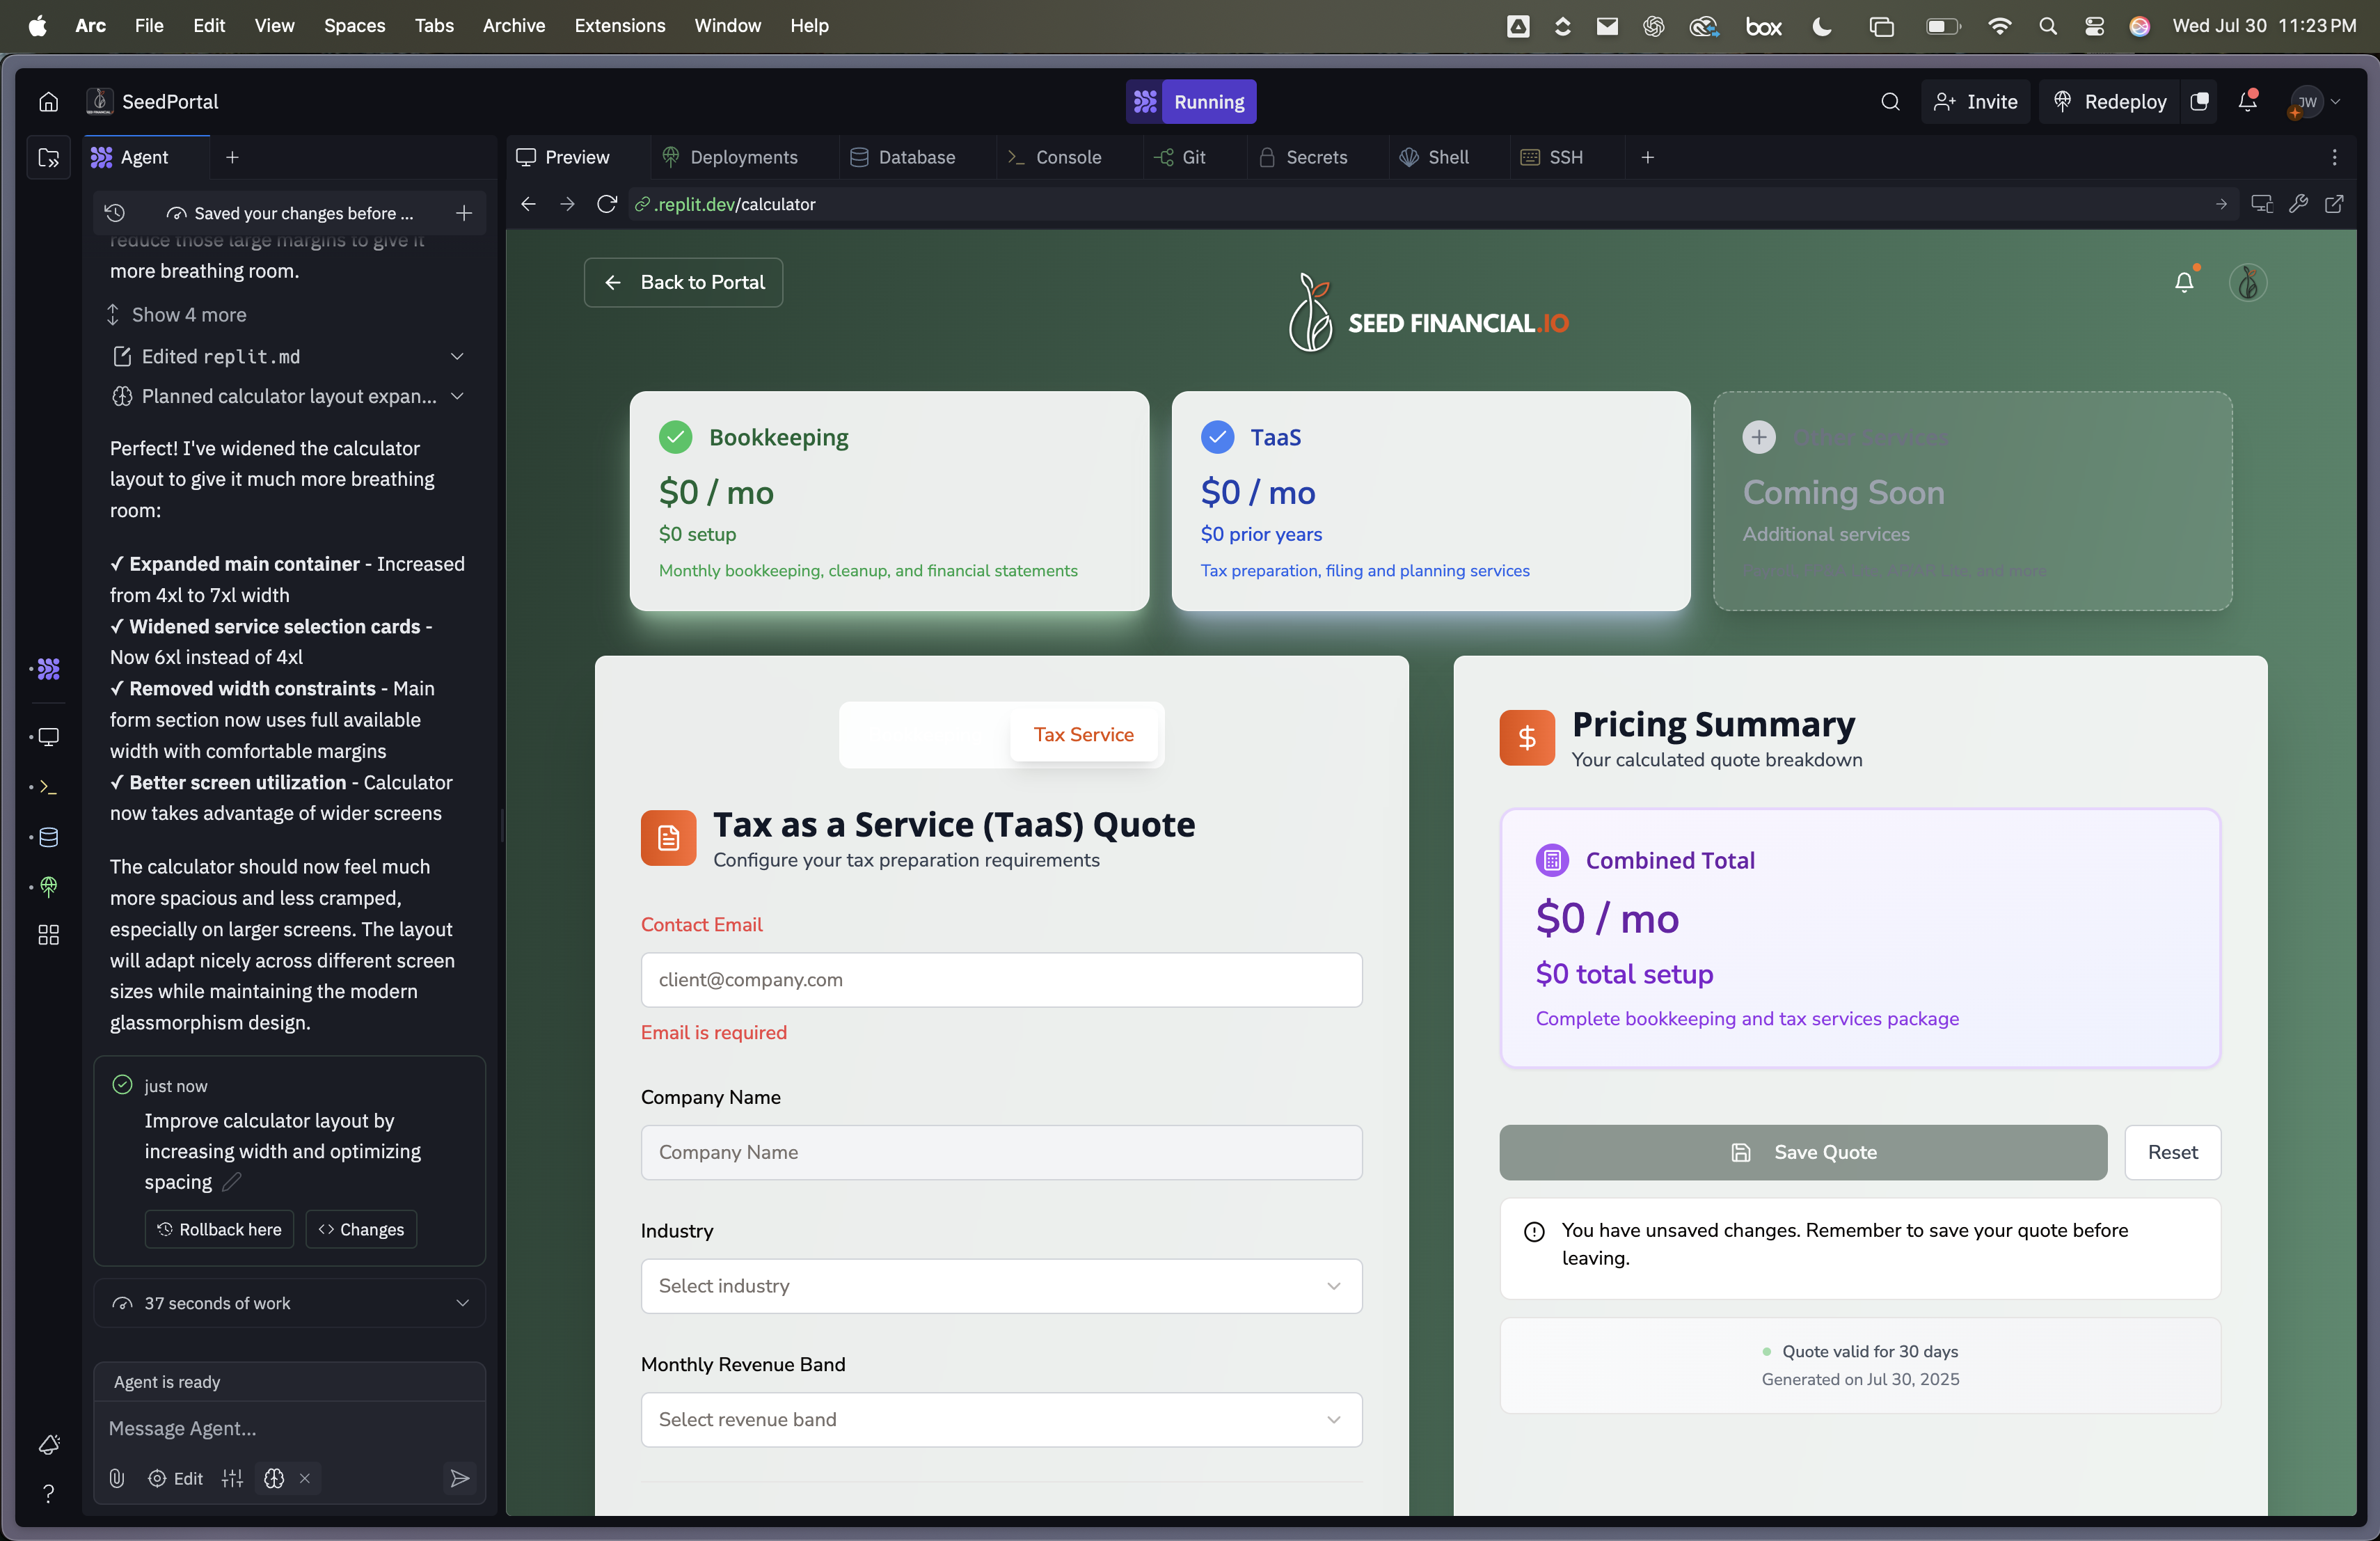 Arc File Edit View Spaces Tabs Archive Extensions Window Help
box
Wed Jul 30 11:23 PM
SeedPortal
Running
Invite
Redeploy
JW
Agent
Preview
Deployments
Database
Console
Git
Secrets
Shell
SSH
Saved your changes before ...
.replit.dev/calculator
reduce those large margins to give it
more breathing room.
Show 4 more
Edited replit.md
Planned calculator layout expan...
Perfect! I've widened the calculator
layout to give it much more breathing
room:
✓ Expanded main container - Increased
from 4xl to 7xl width
✓ Widened service selection cards -
Now 6xl instead of 4xl
✓ Removed width constraints - Main
form section now uses full available
width with comfortable margins
✓ Better screen utilization - Calculator
now takes advantage of wider screens
The calculator should now feel much
more spacious and less cramped,
especially on larger screens. The layout
will adapt nicely across different screen
sizes while maintaining the modern
glassmorphism design.
just now
Improve calculator layout by
increasing width and optimizing
spacing
Rollback here
Changes
37 seconds of work
Agent is ready
Message Agent...
Edit
Back to Portal
SEED FINANCIAL.IO
Bookkeeping
$0 / mo
$0 setup
Monthly bookkeeping, cleanup, and financial statements
TaaS
$0 / mo
$0 prior years
Tax preparation, filing and planning services
Other Services
Coming Soon
Additional services
and more
Tax Service
Tax as a Service (TaaS) Quote
Configure your tax preparation requirements
Contact Email
client@company.com
Email is required
Company Name
Company Name
Industry
Select industry
Monthly Revenue Band
Select revenue band
Pricing Summary
Your calculated quote breakdown
Combined Total
$0 / mo
$0 total setup
Complete bookkeeping and tax services package
Save Quote
Reset
You have unsaved changes. Remember to save your quote before
leaving.
Quote valid for 30 days
Generated on Jul 30, 2025